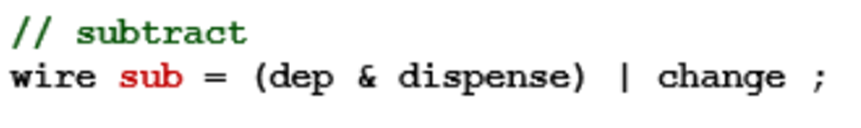 // subtract
wire sub = (dep & dispense) | change ;